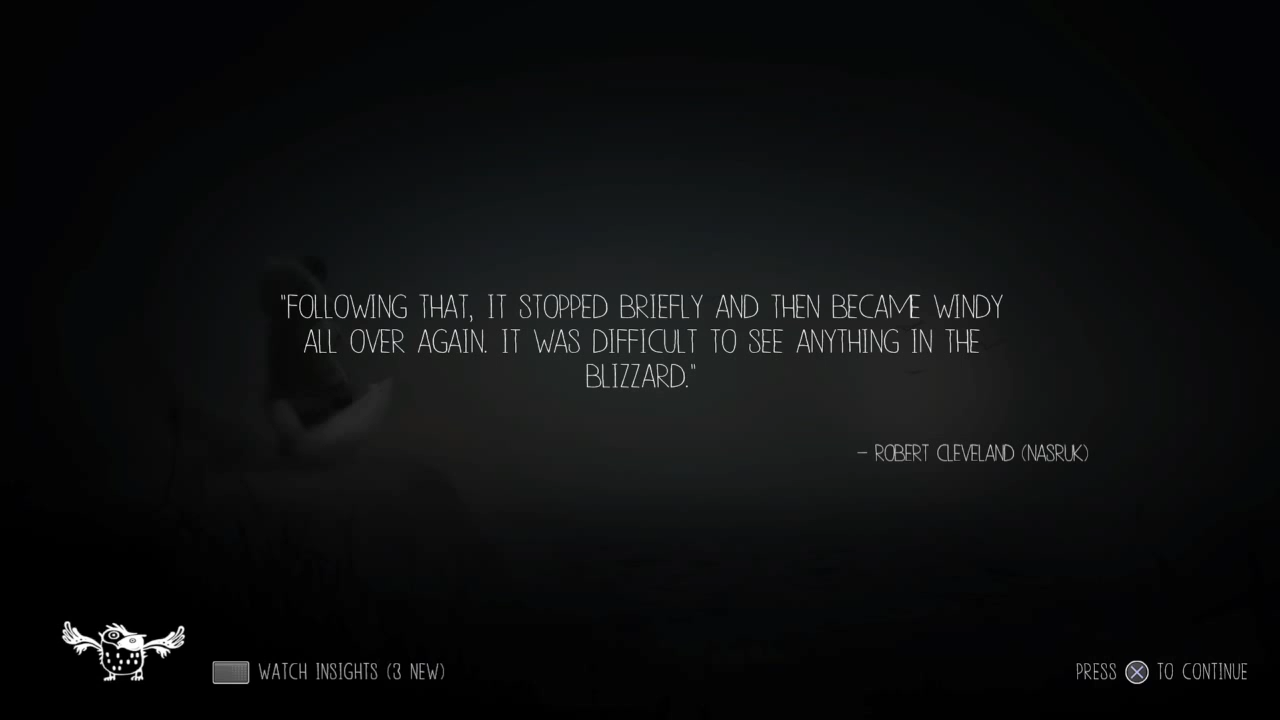 "FOLLOWING THAT, IT STOPPED BRIEFLY AND THEN BECAME WINDY
ALL OVER AGAIN. IT WAS DIFFICULT TO SEE ANYTHING IN THE
BLIZZARD."
– ROBERT CLEVELAND (NASRUK)
WATCH INSIGHTS (3 NEW)
PRESS TO CONTINUE